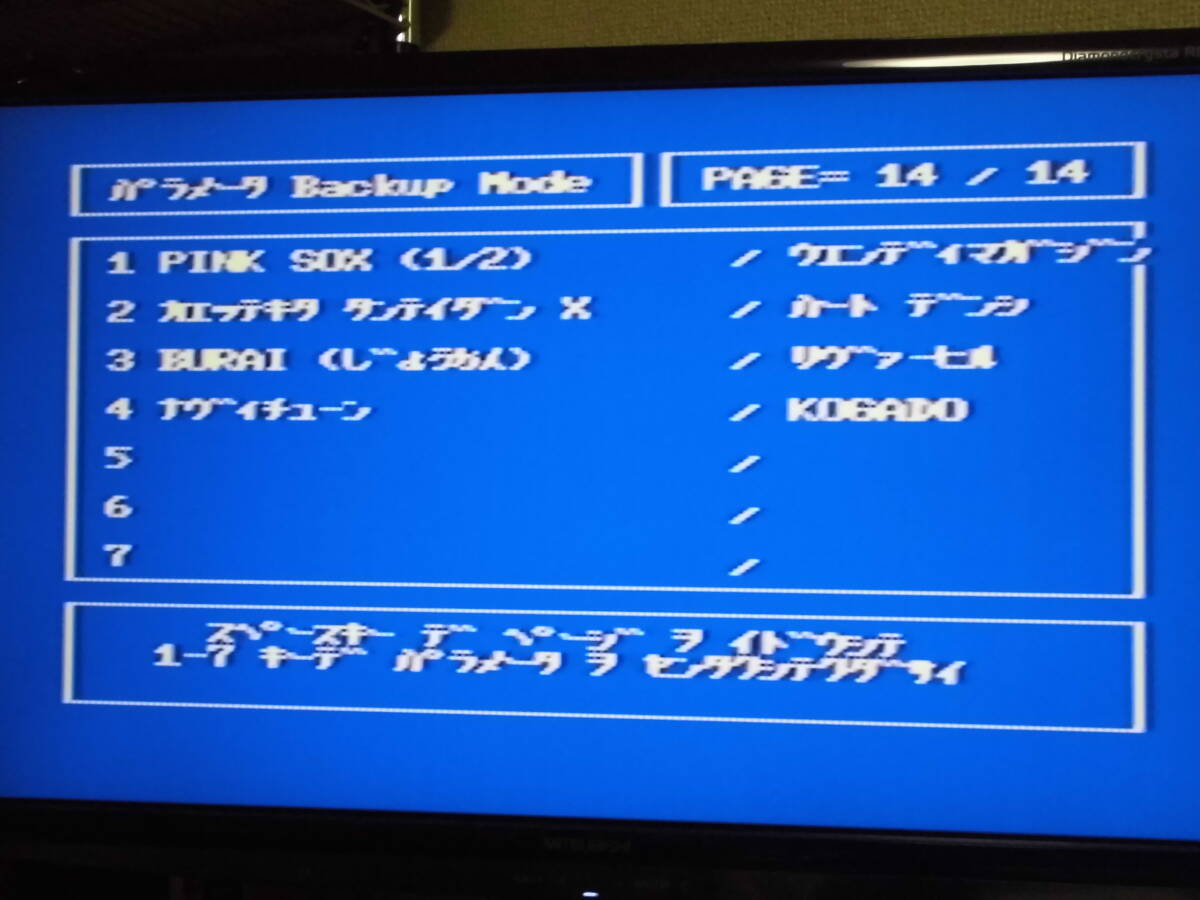 パラメータ Backup Mode
PAGE= 14 / 14
1 PINK SOX (1/2) / ウエンディマガジン
2 カエッテキタ タンテイダン X / ハート デンシ
3 BURAI (じょうかん) / リヴァーヒル
4 ナヴィチューン / KOGADO
5 /
6 /
7 /
スペースキー デ ページ ヲ イドウシテ
1-7 キーデ パラメータ ヲ センタクシテクダサイ
MITSUBISHI